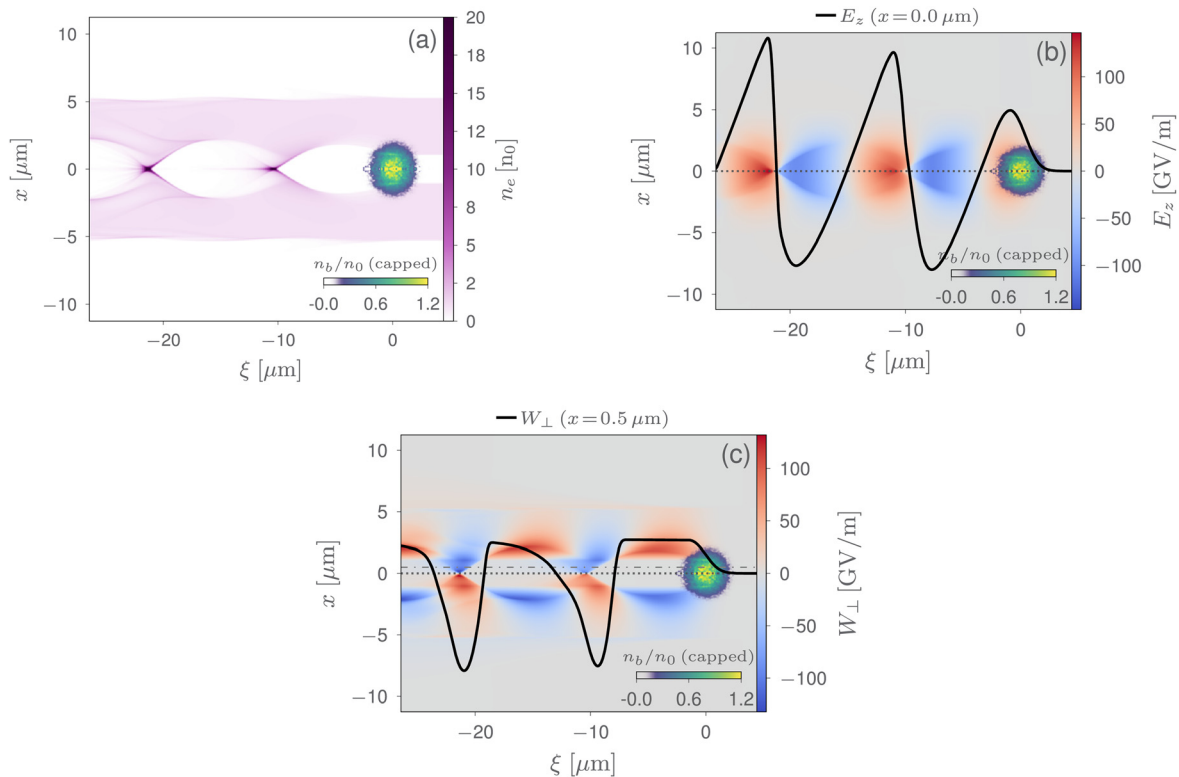 (a)
10
5
0
−5
−10
x [μm]
−20
−10
0
ξ [μm]
20
18
15
12
10
8
5
2
0
n_e [n_0]
n_b/n_0 (capped)
-0.0 0.6 1.2
E_z (x = 0.0 μm)
(b)
10
5
0
−5
−10
x [μm]
−20
−10
0
ξ [μm]
100
50
0
−50
−100
E_z [GV/m]
n_b/n_0 (capped)
-0.0 0.6 1.2
W_⊥ (x = 0.5 μm)
(c)
10
5
0
−5
−10
x [μm]
−20
−10
0
ξ [μm]
100
50
0
−50
−100
W_⊥ [GV/m]
n_b/n_0 (capped)
-0.0 0.6 1.2